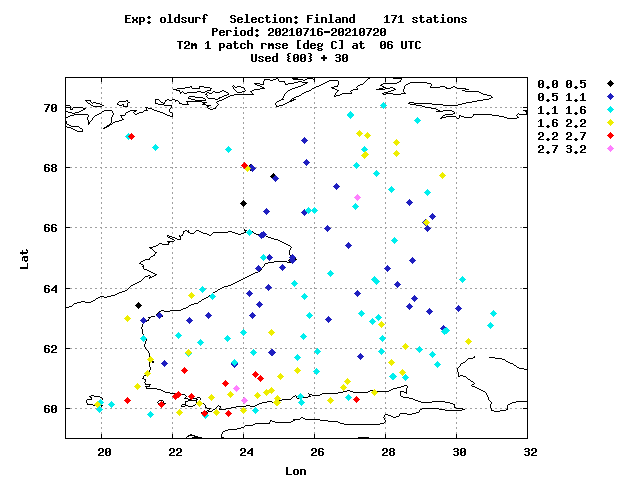 Exp: oldsurf   Selection: Finland    171 stations
Period: 20210716-20210720
T2m 1 patch rmse [deg C] at  06 UTC
Used {00} + 30
0.0 0.5
0.5 1.1
1.1 1.6
1.6 2.2
2.2 2.7
2.7 3.2
70
68
66
64
62
60
Lat
20 22 24 26 28 30 32
Lon